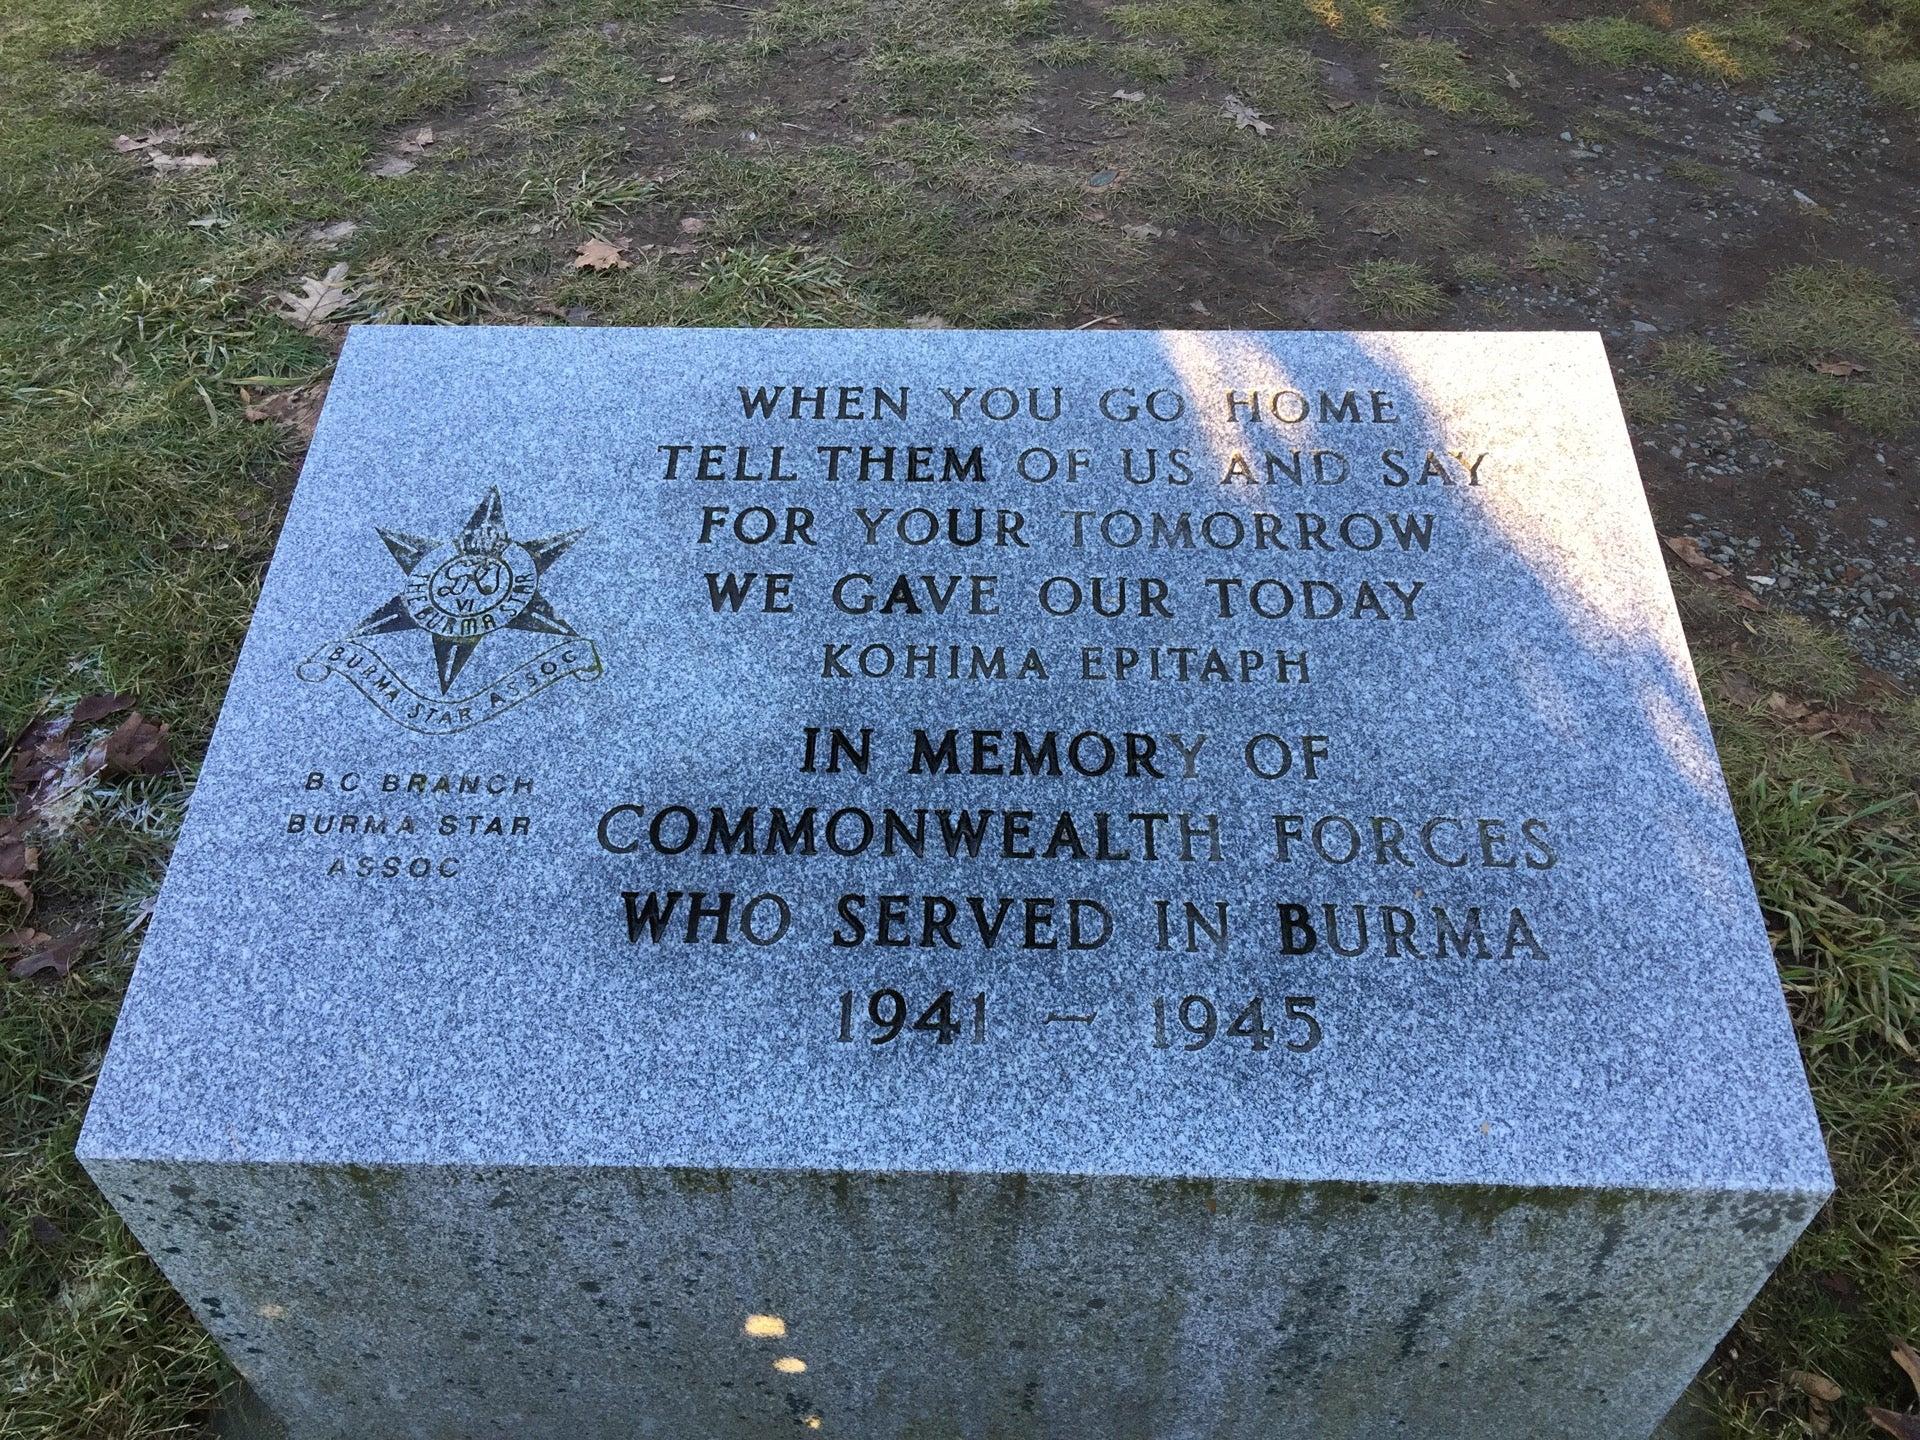 WHEN YOU GO HOME
TELL THEM OF US AND SAY
FOR YOUR TOMORROW
WE GAVE OUR TODAY
KOHIMA EPITAPH
IN MEMORY OF
COMMONWEALTH FORCES
WHO SERVED IN BURMA
1941 - 1945
VI
THE BURMA STAR
BURMA STAR ASSOC
B C BRANCH
BURMA STAR
ASSOC